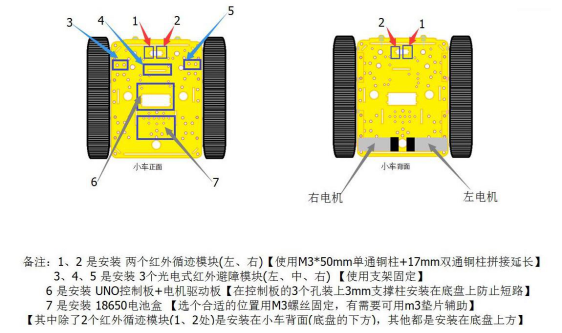 4 1 2 5
3
2 1
小车正面
小车背面
6 7
右电机 左电机
备注：1、2 是安装 两个红外循迹模块(左、右)【使用M3*50mm单通铜柱+17mm双通铜柱拼接延长】
3、4、5 是安装 3个光电式红外避障模块(左、中、右) 【使用支架固定】
6 是安装 UNO控制板+电机驱动板【在控制板的3个孔装上3mm支撑柱安装在底盘上防止短路】
7 是安装 18650电池盒 【选个合适的位置用M3螺丝固定，有需要可用m3垫片辅助】
【其中除了2个红外循迹模块(1、2处)是安装在小车背面(底盘的下方)，其他都是安装在底盘上方】